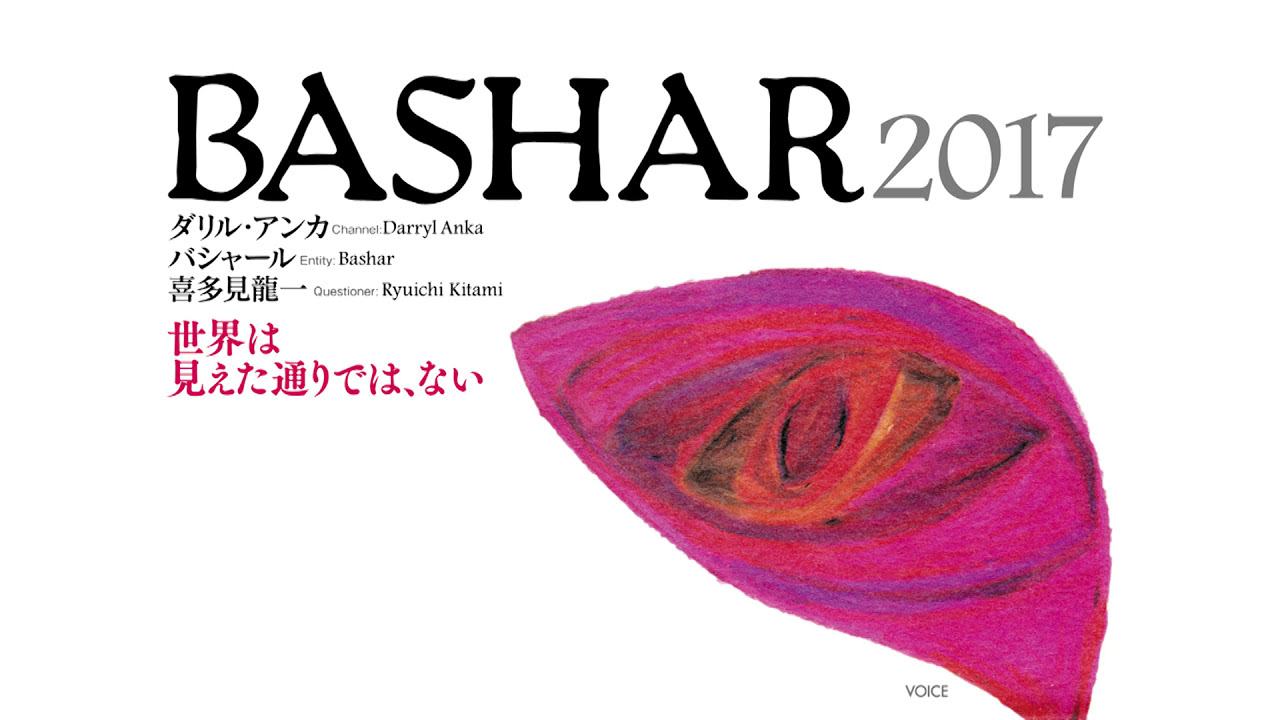 BASHAR 2017
ダリル・アンカ Channel:Darryl Anka
バシャール Entity: Bashar
喜多見龍一 Questioner: Ryuichi Kitami
世界は
見えた通りでは、ない
VOICE